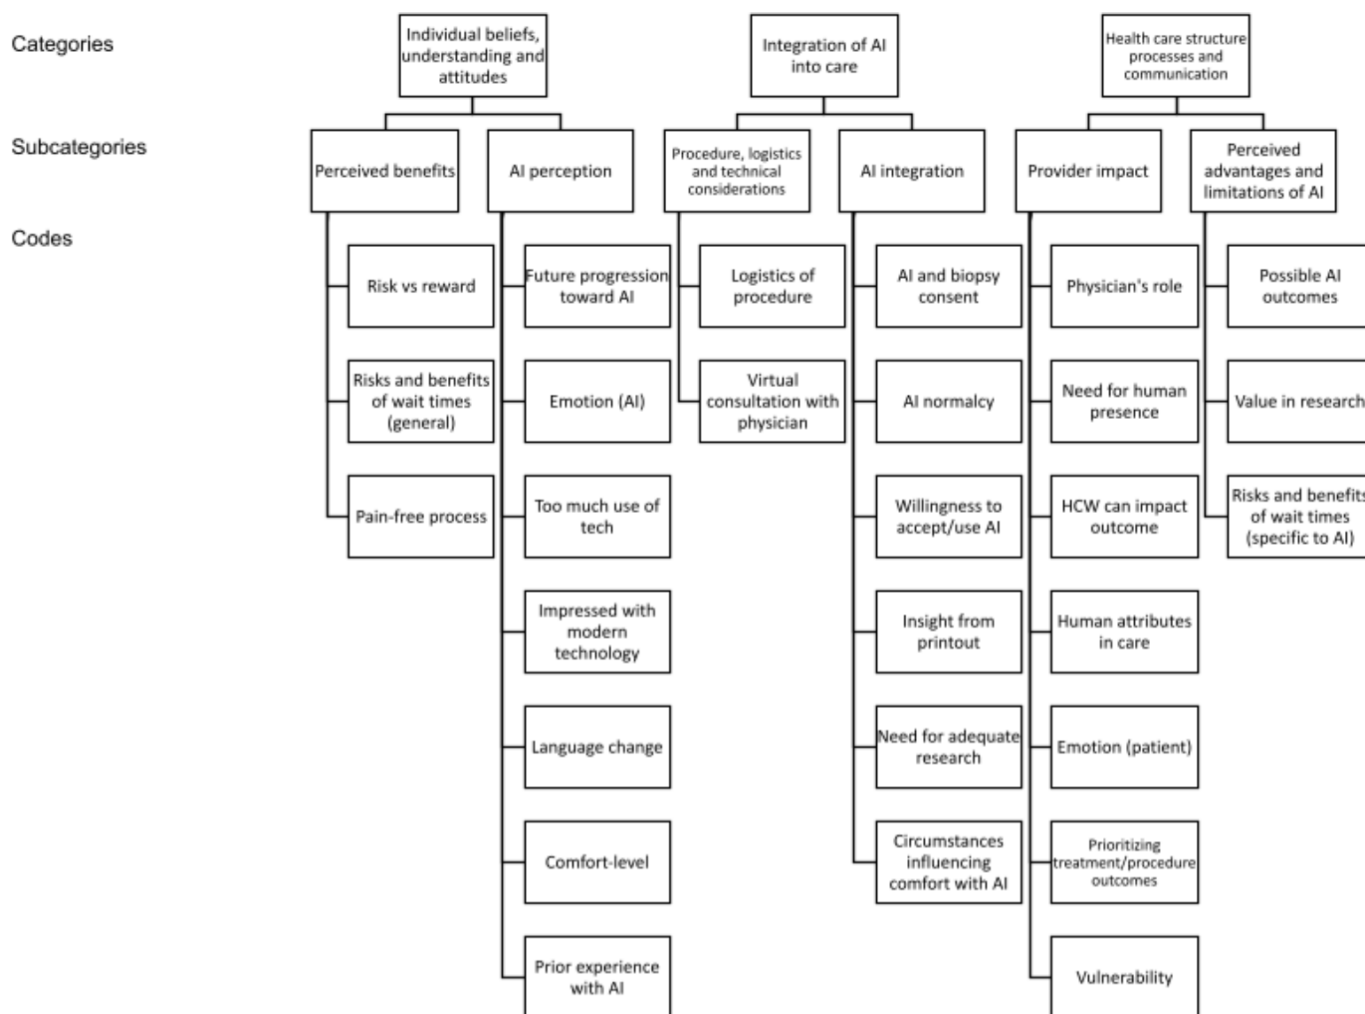 Categories
Individual beliefs,
understanding and
attitudes
Integration of AI
into care
Health care structure
processes and
communication
Subcategories
Perceived benefits
AI perception
Procedure, logistics
and technical
considerations
AI integration
Provider impact
Perceived
advantages and
limitations of AI
Codes
Risk vs reward
Future progression
toward AI
Logistics of
procedure
AI and biopsy
consent
Physician's role
Possible AI
outcomes
Risks and benefits
of wait times
(general)
Emotion (AI)
Virtual
consultation with
physician
AI normalcy
Need for human
presence
Value in research
Pain-free process
Too much use of
tech
Willingness to
accept/use AI
HCW can impact
outcome
Risks and benefits
of wait times
(specific to AI)
Impressed with
modern
technology
Insight from
printout
Human attributes
in care
Language change
Need for adequate
research
Emotion (patient)
Comfort-level
Circumstances
influencing
comfort with AI
Prioritizing
treatment/procedure
outcomes
Prior experience
with AI
Vulnerability